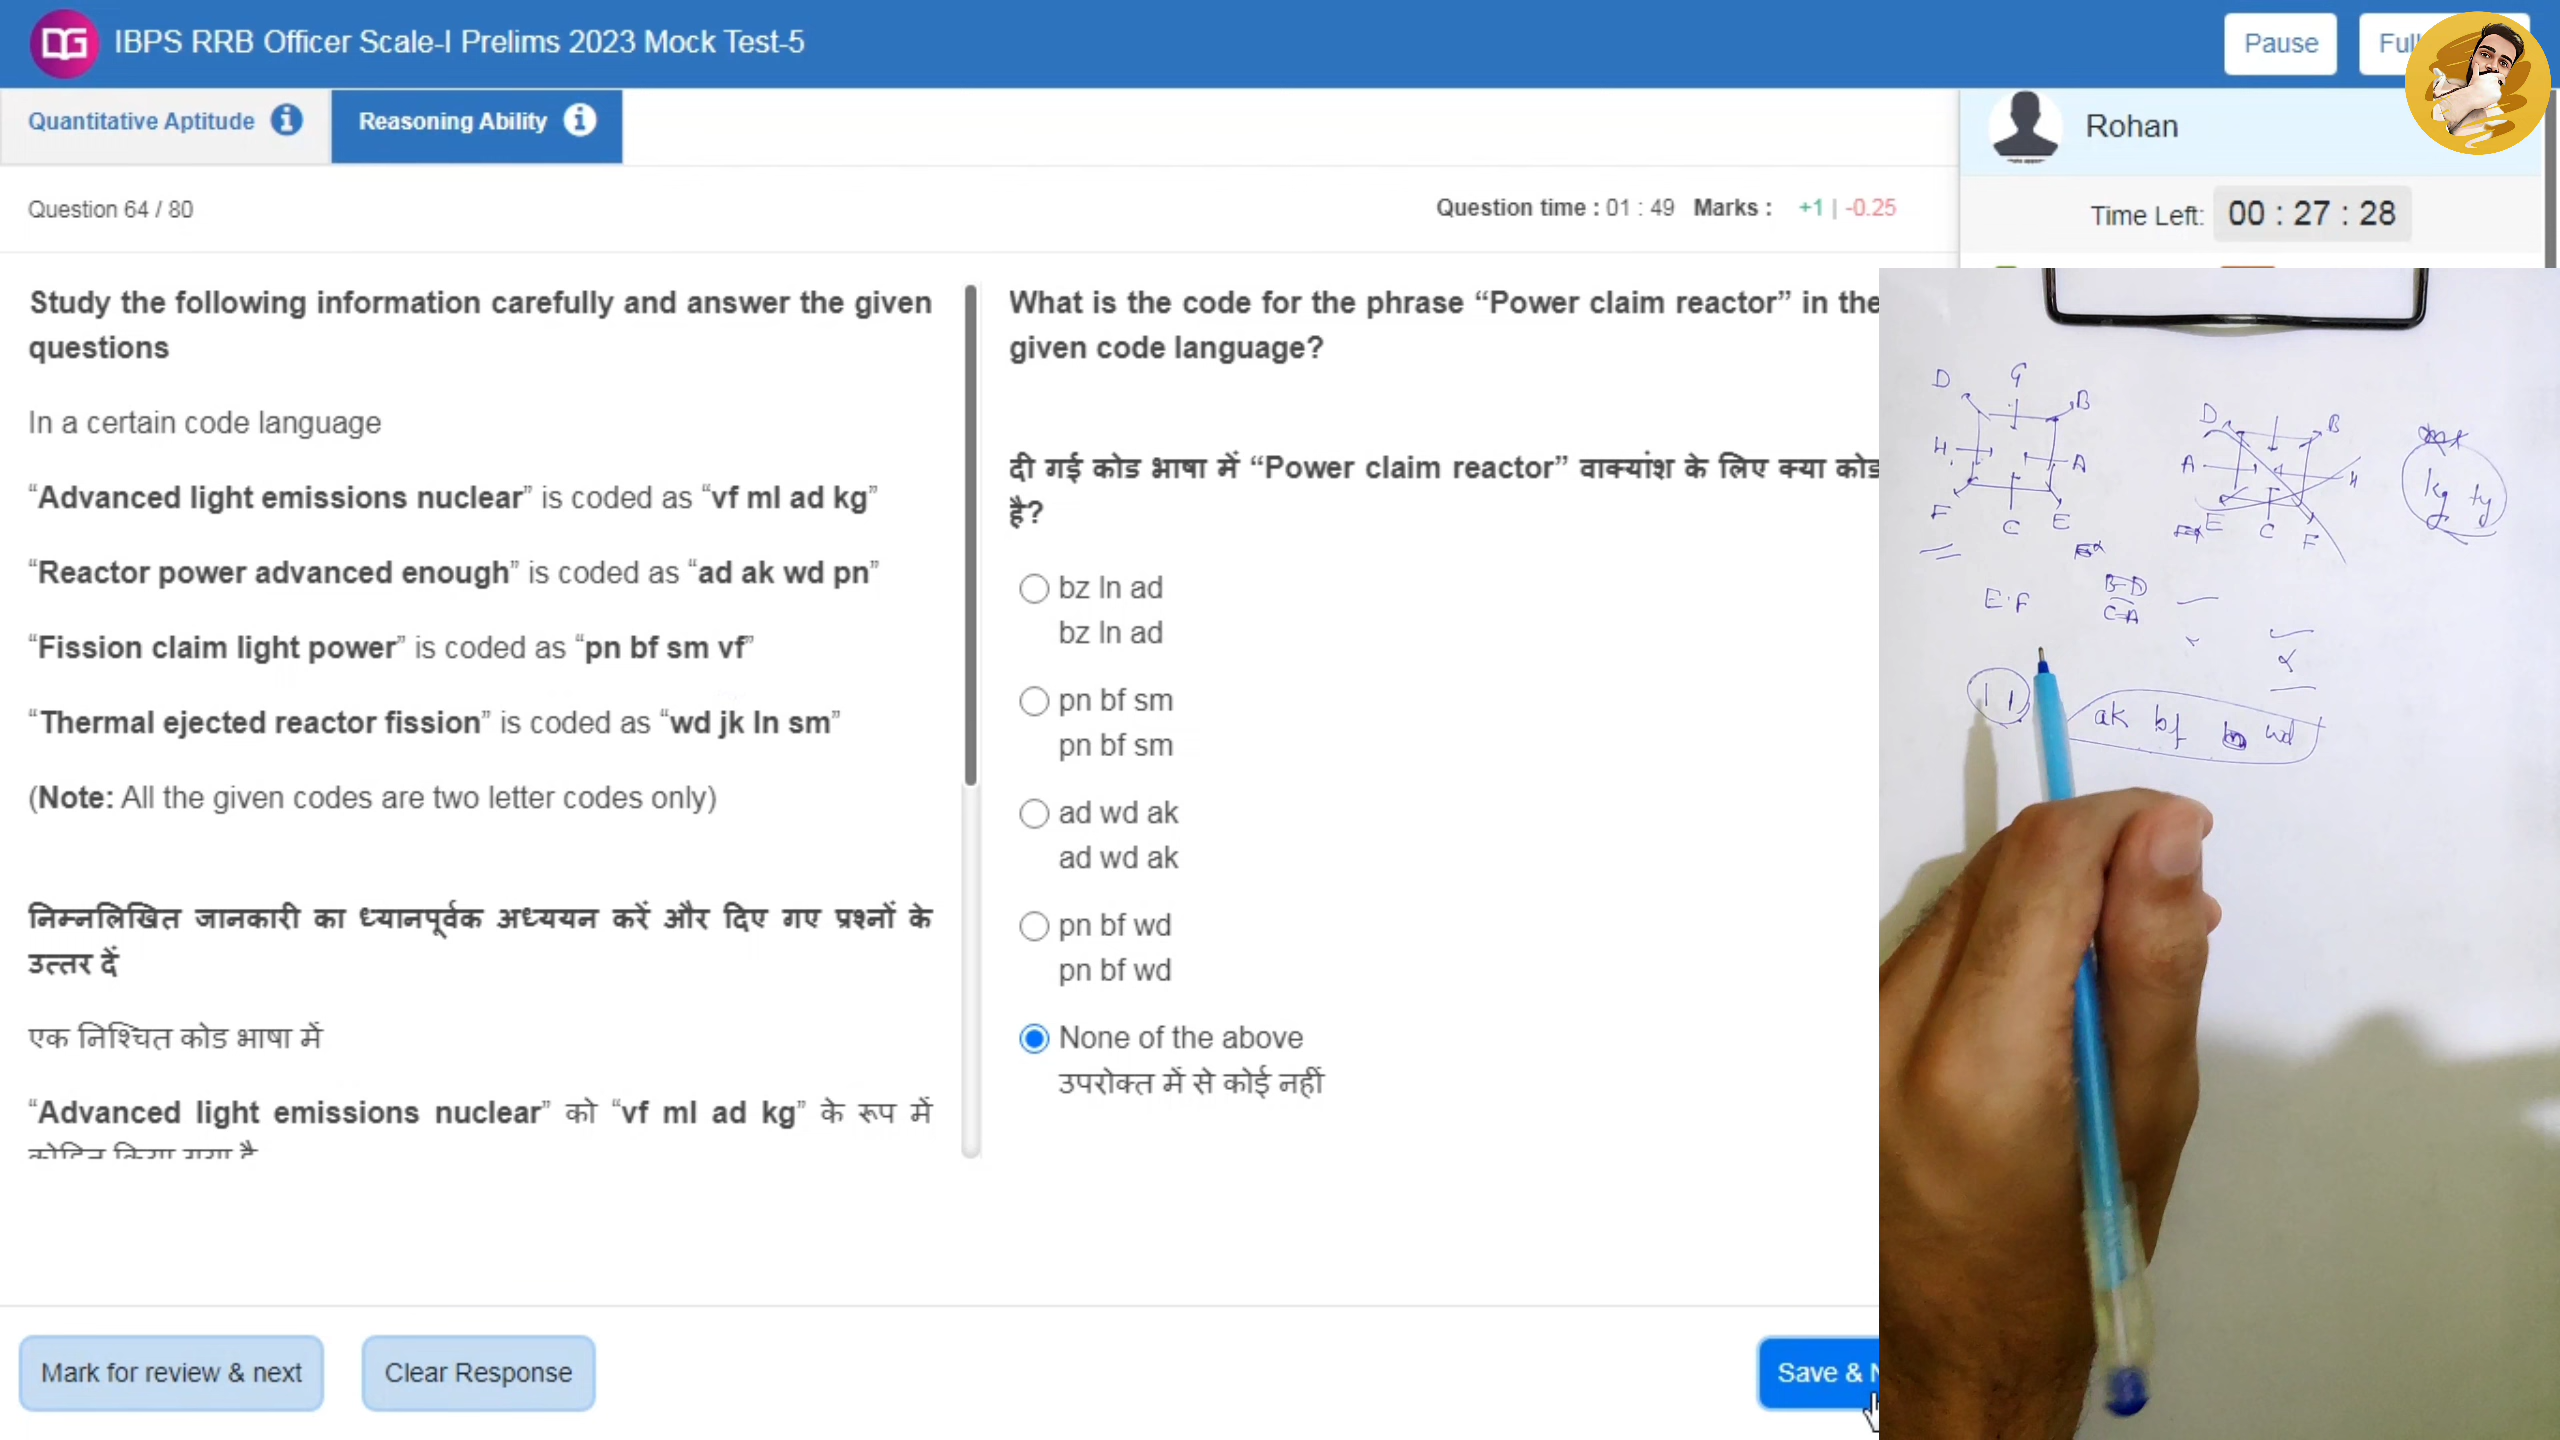 DG IBPS RRB Officer Scale-I Prelims 2023 Mock Test-5
Pause
Ful
Quantitative Aptitude i
Reasoning Ability i
Rohan
Question 64 / 80
Question time : 01 : 49 Marks : +1 | -0.25
Time Left: 00 : 27 : 28
Study the following information carefully and answer the given
questions
In a certain code language
“Advanced light emissions nuclear” is coded as “vf ml ad kg”
“Reactor power advanced enough” is coded as “ad ak wd pn”
“Fission claim light power” is coded as “pn bf sm vf”
“Thermal ejected reactor fission” is coded as “wd jk ln sm”
(Note: All the given codes are two letter codes only)
निम्नलिखित जानकारी का ध्यानपूर्वक अध्ययन करें और दिए गए प्रश्नों के
उत्तर दें
एक निश्चित कोड भाषा में
“Advanced light emissions nuclear” को “vf ml ad kg” के रूप में
कोदित किया गया है
What is the code for the phrase “Power claim reactor” in the
given code language?
दी गई कोड भाषा में “Power claim reactor” वाक्यांश के लिए क्या कोड
है?
bz ln ad
bz ln ad
pn bf sm
pn bf sm
ad wd ak
ad wd ak
pn bf wd
pn bf wd
None of the above
उपरोक्त में से कोई नहीं
Mark for review & next
Clear Response
Save & N
D G B
H A
F C E
D B
A H
E C F
kg ty
E F
B-D
C-A
ak bf wd